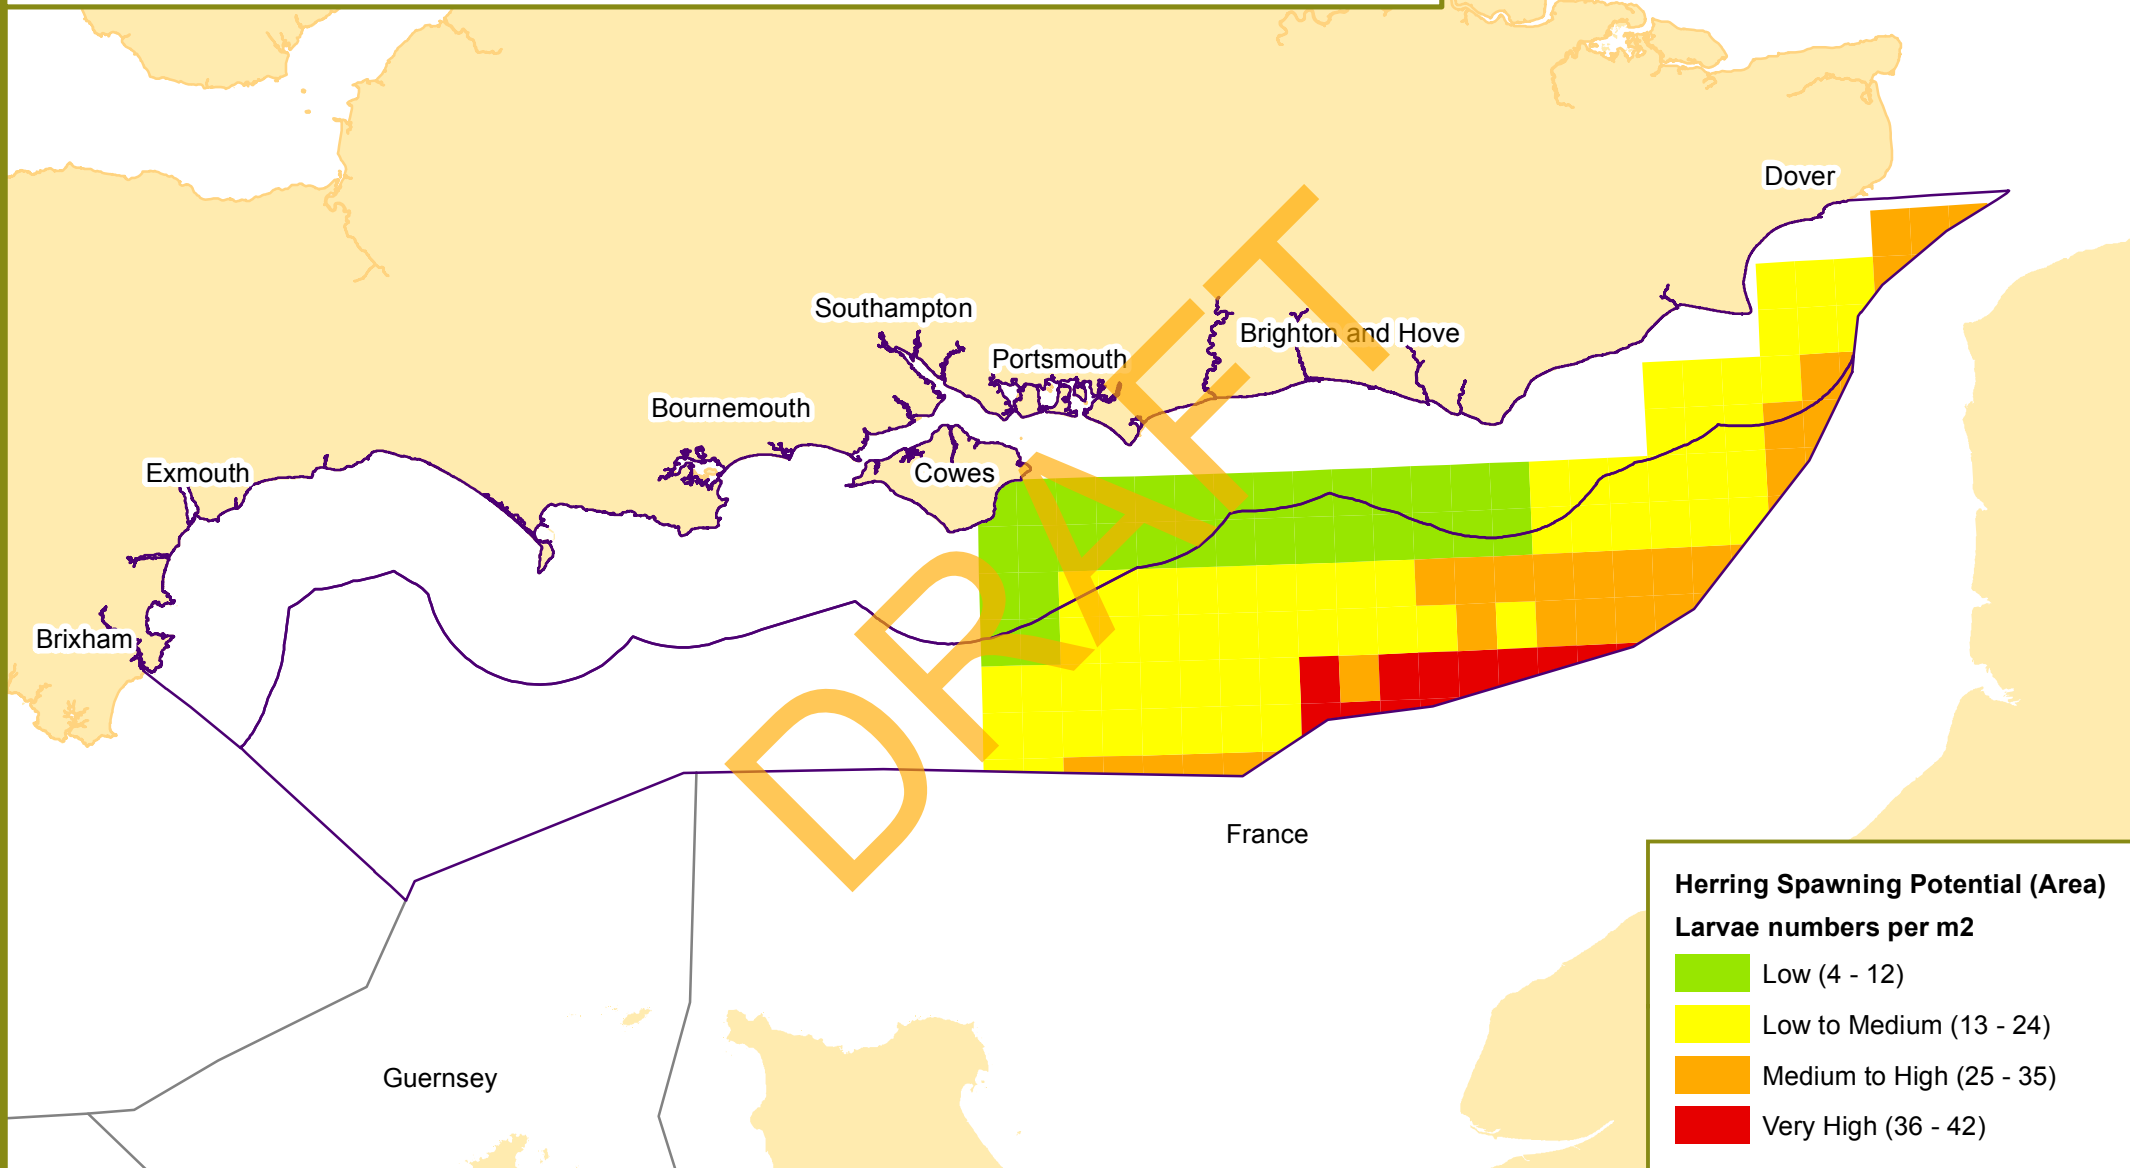 Dover
Southampton
Brighton and Hove
Portsmouth
Bournemouth
Exmouth
Cowes
Brixham
DRAFT
France
Guernsey
Herring Spawning Potential (Area)
Larvae numbers per m2
Low (4 - 12)
Low to Medium (13 - 24)
Medium to High (25 - 35)
Very High (36 - 42)